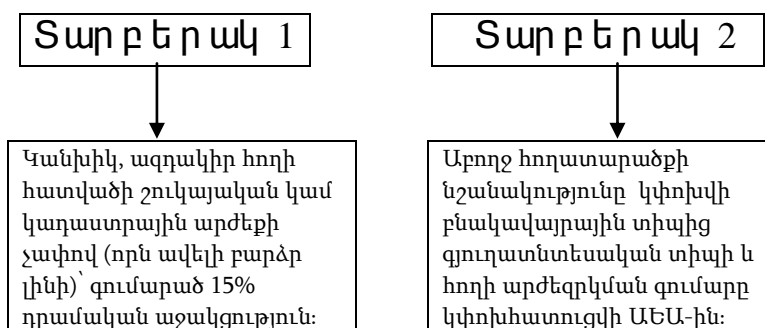 Տարբերակ 1
Կանխիկ, ազդակիր հողի
հատվածի շուկայական կամ
կադաստրային արժեքի
չափով (որն ավելի բարձր
լինի)՝ գումարած 15%
դրամական աջակցություն:
Տարբերակ 2
Աբողջ հողատարածքի
նշանակությունը կփոխվի
բնակավայրային տիպից
գյուղատնտեսական տիպի և
հողի արժեզրկման գումարը
կփոխհատուցվի ԱԵԱ-ին: